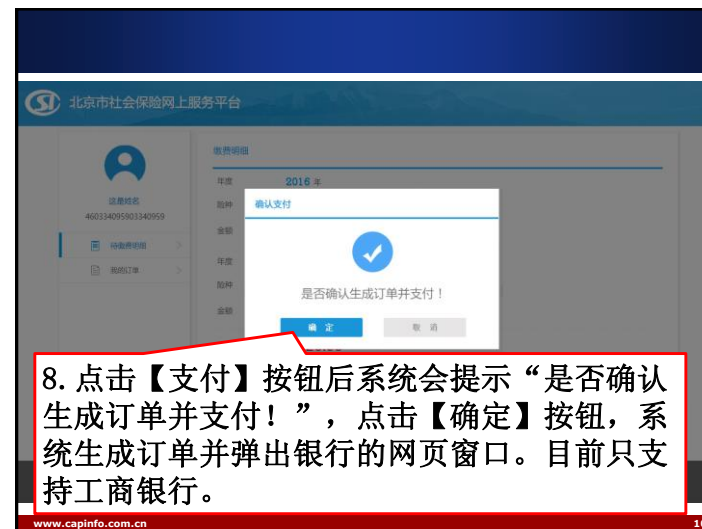 北京市社会保险网上服务平台
这是姓名
460334095903340959
待缴费明细
我的订单
缴费明细
年度 2016 年
险种
金额
年度
险种
金额
确认支付
是否确认生成订单并支付！
确 定 取 消
8. 点击【支付】按钮后系统会提示“是否确认
生成订单并支付！”，点击【确定】按钮，系
统生成订单并弹出银行的网页窗口。目前只支
持工商银行。
www.capinfo.com.cn